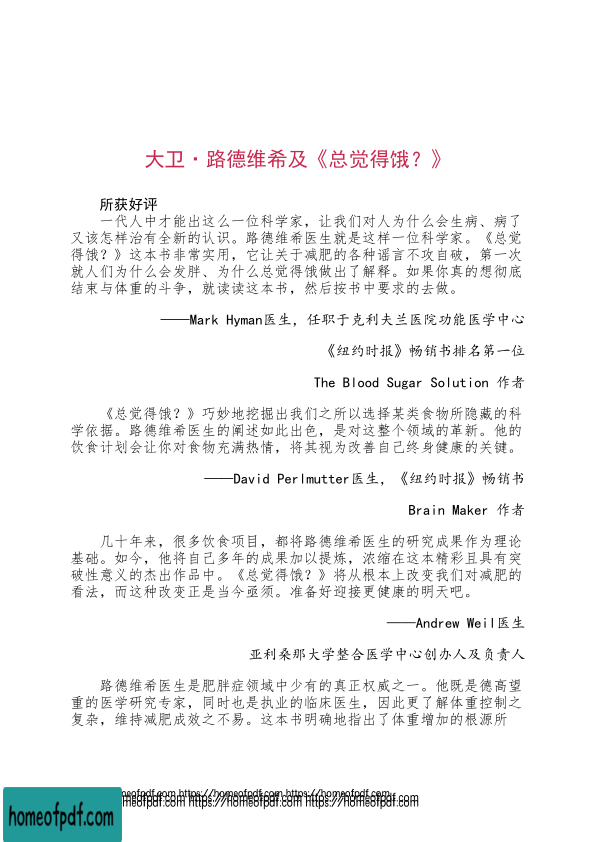 大卫·路德维希及《总觉得饿？》
所获好评
一代人中才能出这么一位科学家，让我们对人为什么会生病、病了
又该怎样治有全新的认识。路德维希医生就是这样一位科学家。《总觉
得饿？》这本书非常实用，它让关于减肥的各种谣言不攻自破，第一次
就人们为什么会发胖、为什么总觉得饿做出了解释。如果你真的想彻底
结束与体重的斗争，就读读这本书，然后按书中要求的去做。
——Mark Hyman医生，任职于克利夫兰医院功能医学中心
《纽约时报》畅销书排名第一位
The Blood Sugar Solution 作者
《总觉得饿？》巧妙地挖掘出我们之所以选择某类食物所隐藏的科
学依据。路德维希医生的阐述如此出色，是对这整个领域的革新。他的
饮食计划会让你对食物充满热情，将其视为改善自己终身健康的关键。
——David Perlmutter医生，《纽约时报》畅销书
Brain Maker 作者
几十年来，很多饮食项目，都将路德维希医生的研究成果作为理论
基础。如今，他将自己多年的成果加以提炼，浓缩在这本精彩且具有突
破性意义的杰出作品中。《总觉得饿？》将从根本上改变我们对减肥的
看法，而这种改变正是当今亟须。准备好迎接更健康的明天吧。
——Andrew Weil医生
亚利桑那大学整合医学中心创办人及负责人
路德维希医生是肥胖症领域中少有的真正权威之一。他既是德高望
重的医学研究专家，同时也是执业的临床医生，因此更了解体重控制之
复杂，维持减肥成效之不易。这本书明确地指出了体重增加的根源所
homeofpdf.com https://homeofpdf.com https://homeofpdf.com
homeofpdf.com https://homeofpdf.com https://homeofpdf.com
homeofpdf.com